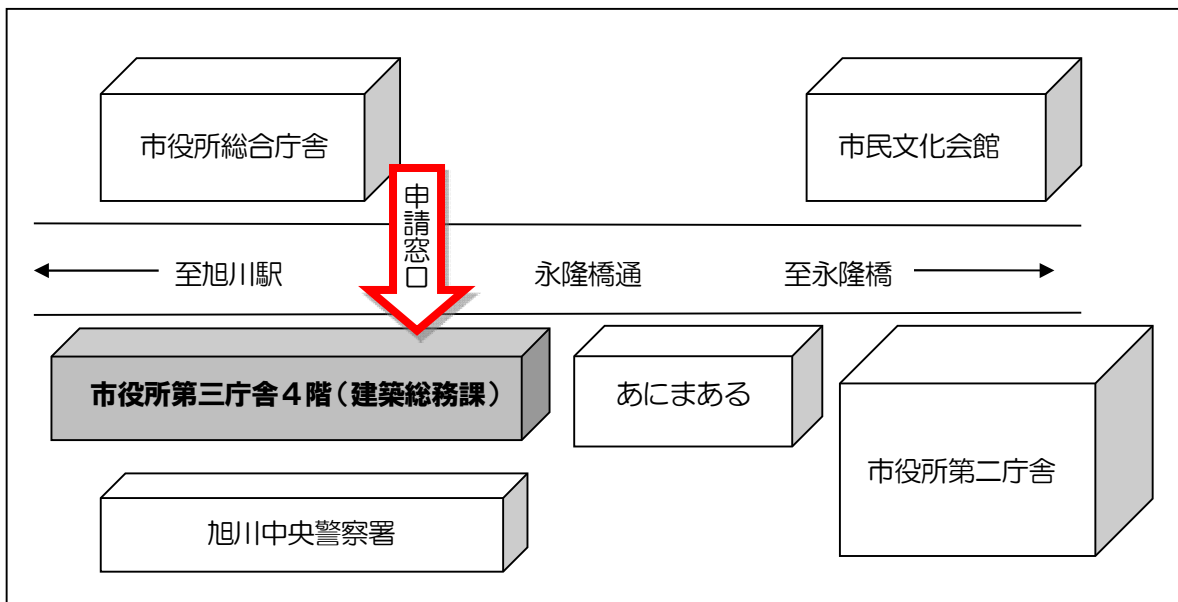 市役所総合庁舎
市民文化会館
申請窓口
至旭川駅
永隆橋通
至永隆橋
市役所第三庁舎4階(建築総務課)
あにまある
市役所第二庁舎
旭川中央警察署